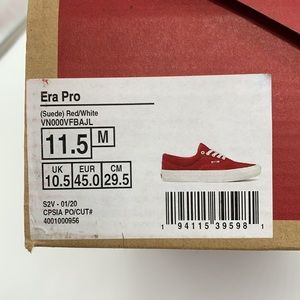 Era Pro
(Suede) Red/White
VN000VFBAJL
11.5 M
UK EUR CM
10.5 45.0 29.5
S2V - 01/20
CPSIA PO/CUT#
4001000956
1 94115 39598 1